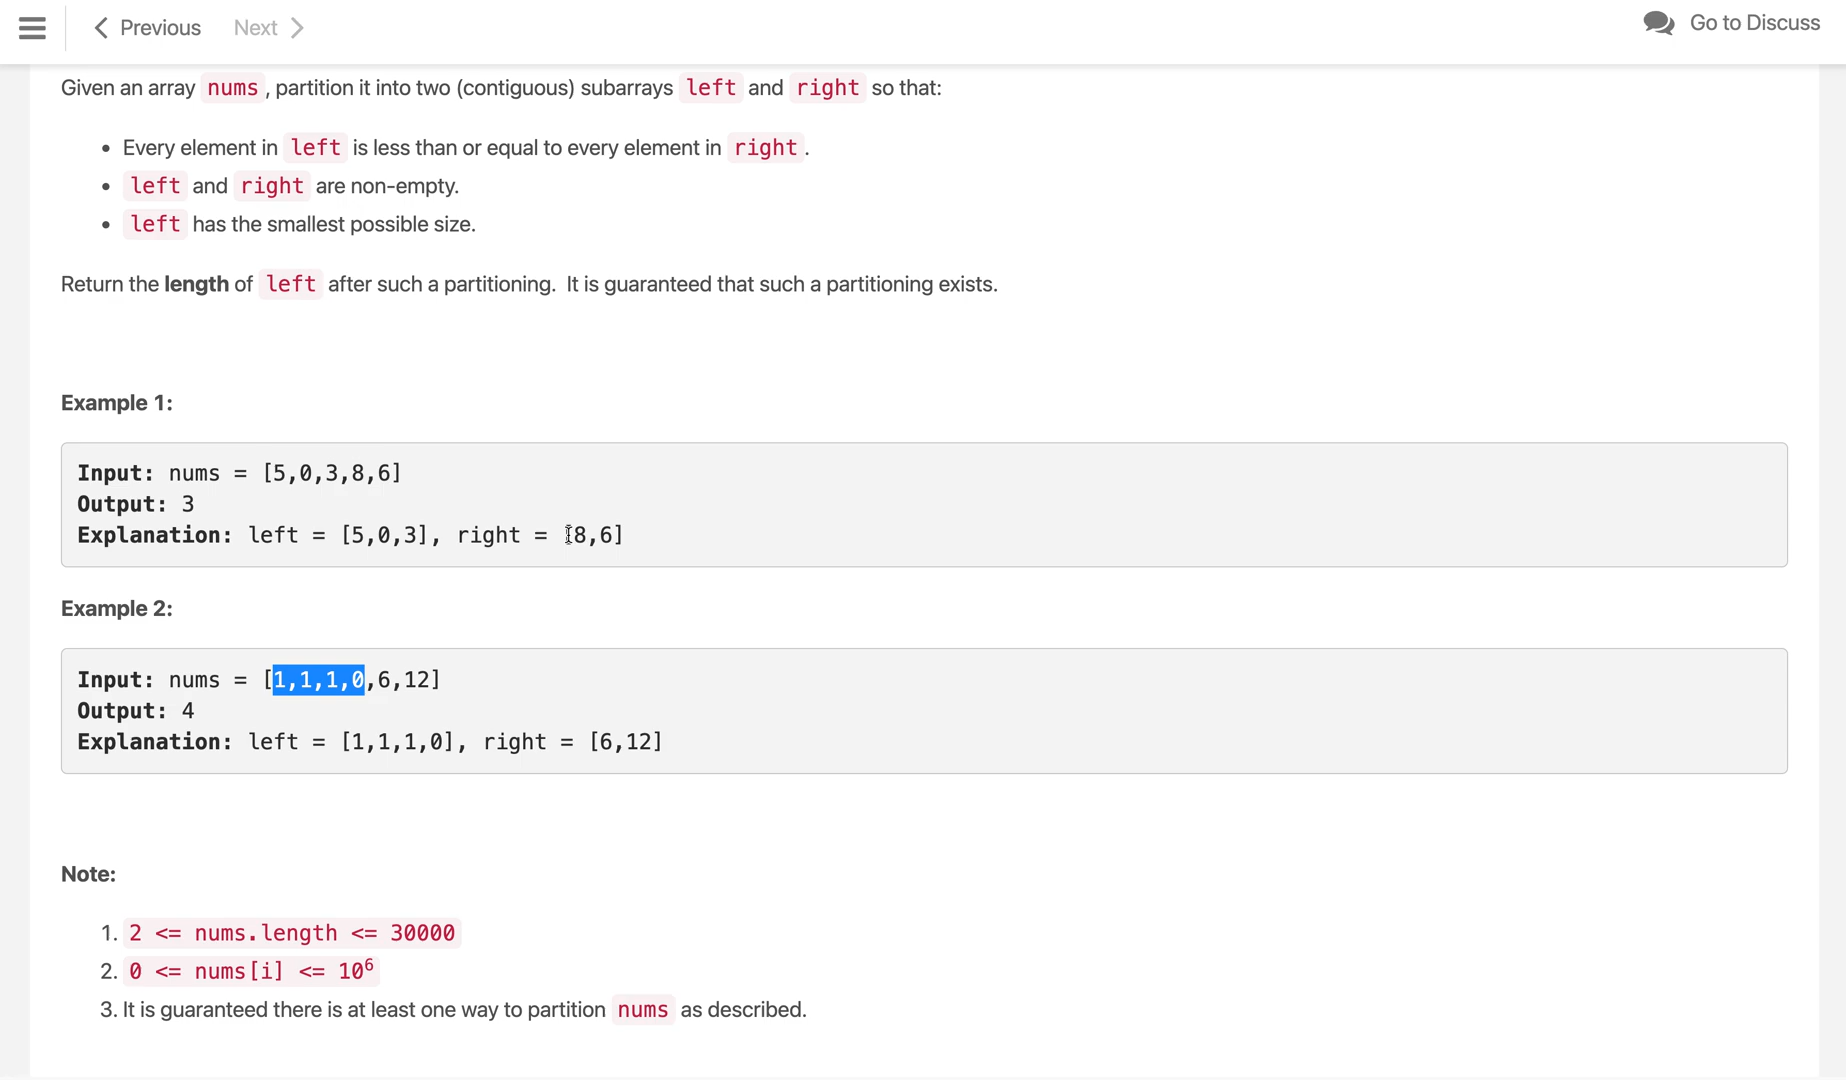 Previous Next Go to Discuss
Given an array nums, partition it into two (contiguous) subarrays left and right so that:
• Every element in left is less than or equal to every element in right.
• left and right are non-empty.
• left has the smallest possible size.
Return the length of left after such a partitioning.  It is guaranteed that such a partitioning exists.
Example 1:
Input: nums = [5,0,3,8,6]
Output: 3
Explanation: left = [5,0,3], right = [8,6]
Example 2:
Input: nums = [1,1,1,0,6,12]
Output: 4
Explanation: left = [1,1,1,0], right = [6,12]
Note:
1. 2 <= nums.length <= 30000
2. 0 <= nums[i] <= 10⁶
3. It is guaranteed there is at least one way to partition nums as described.